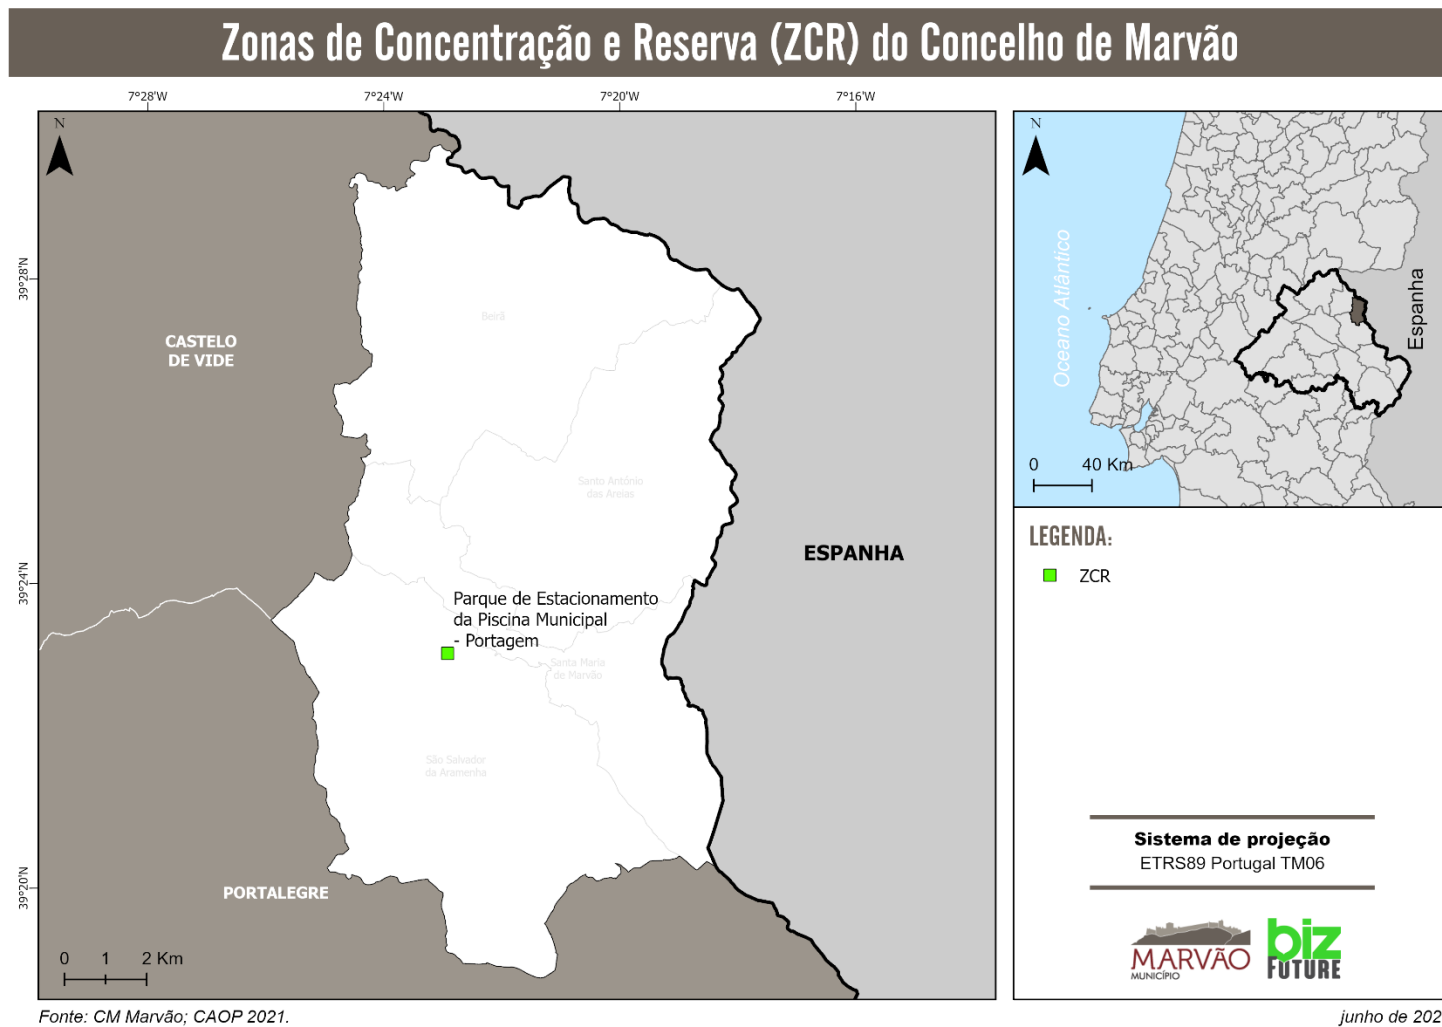 Zonas de Concentração e Reserva (ZCR) do Concelho de Marvão
7°28'W
7°24'W
7°20'W
7°16'W
N
39°28'N
39°24'N
39°20'N
Beirã
CASTELO
DE VIDE
Santo António
das Areias
ESPANHA
Parque de Estacionamento
da Piscina Municipal
- Portagem
Santa Maria
de Marvão
São Salvador
da Aramenha
PORTALEGRE
0 1 2 Km
N
Oceano Atlântico
Espanha
0 40 Km
LEGENDA:
ZCR
Sistema de projeção
ETRS89 Portugal TM06
MARVÃO
MUNICÍPIO
biz
FUTURE
Fonte: CM Marvão; CAOP 2021.
junho de 202